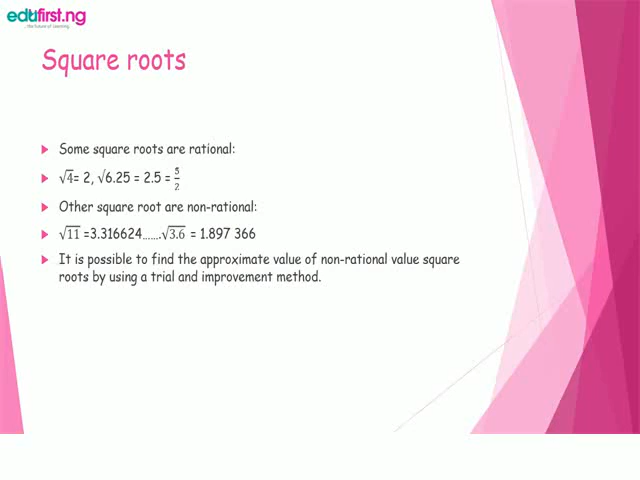 edufirst.ng
...the future of learning
Square roots
Some square roots are rational:
√4= 2, √6.25 = 2.5 = 5/2
Other square root are non-rational:
√11 =3.316624…….√3.6 = 1.897 366
It is possible to find the approximate value of non-rational value square
roots by using a trial and improvement method.